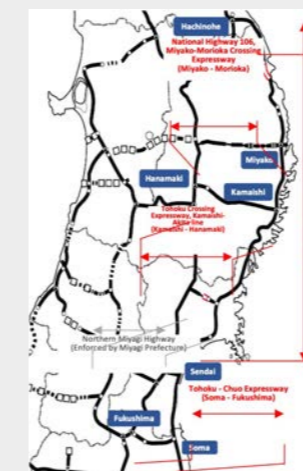 Hachinohe
National Highway 106,
Miyako-Morioka Crossing
Expressway
(Miyako - Morioka)
Miyako
Hanamaki
Kamaishi
Tohoku Crossing
Expressway, Kamaishi-
Akita line
(Kamaishi - Hanamaki)
Northern Miyagi Highway
(Enforced by Miyagi Prefecture)
Sendai
Tohoku - Chuo Expressway
(Soma - Fukushima)
Fukushima
Soma